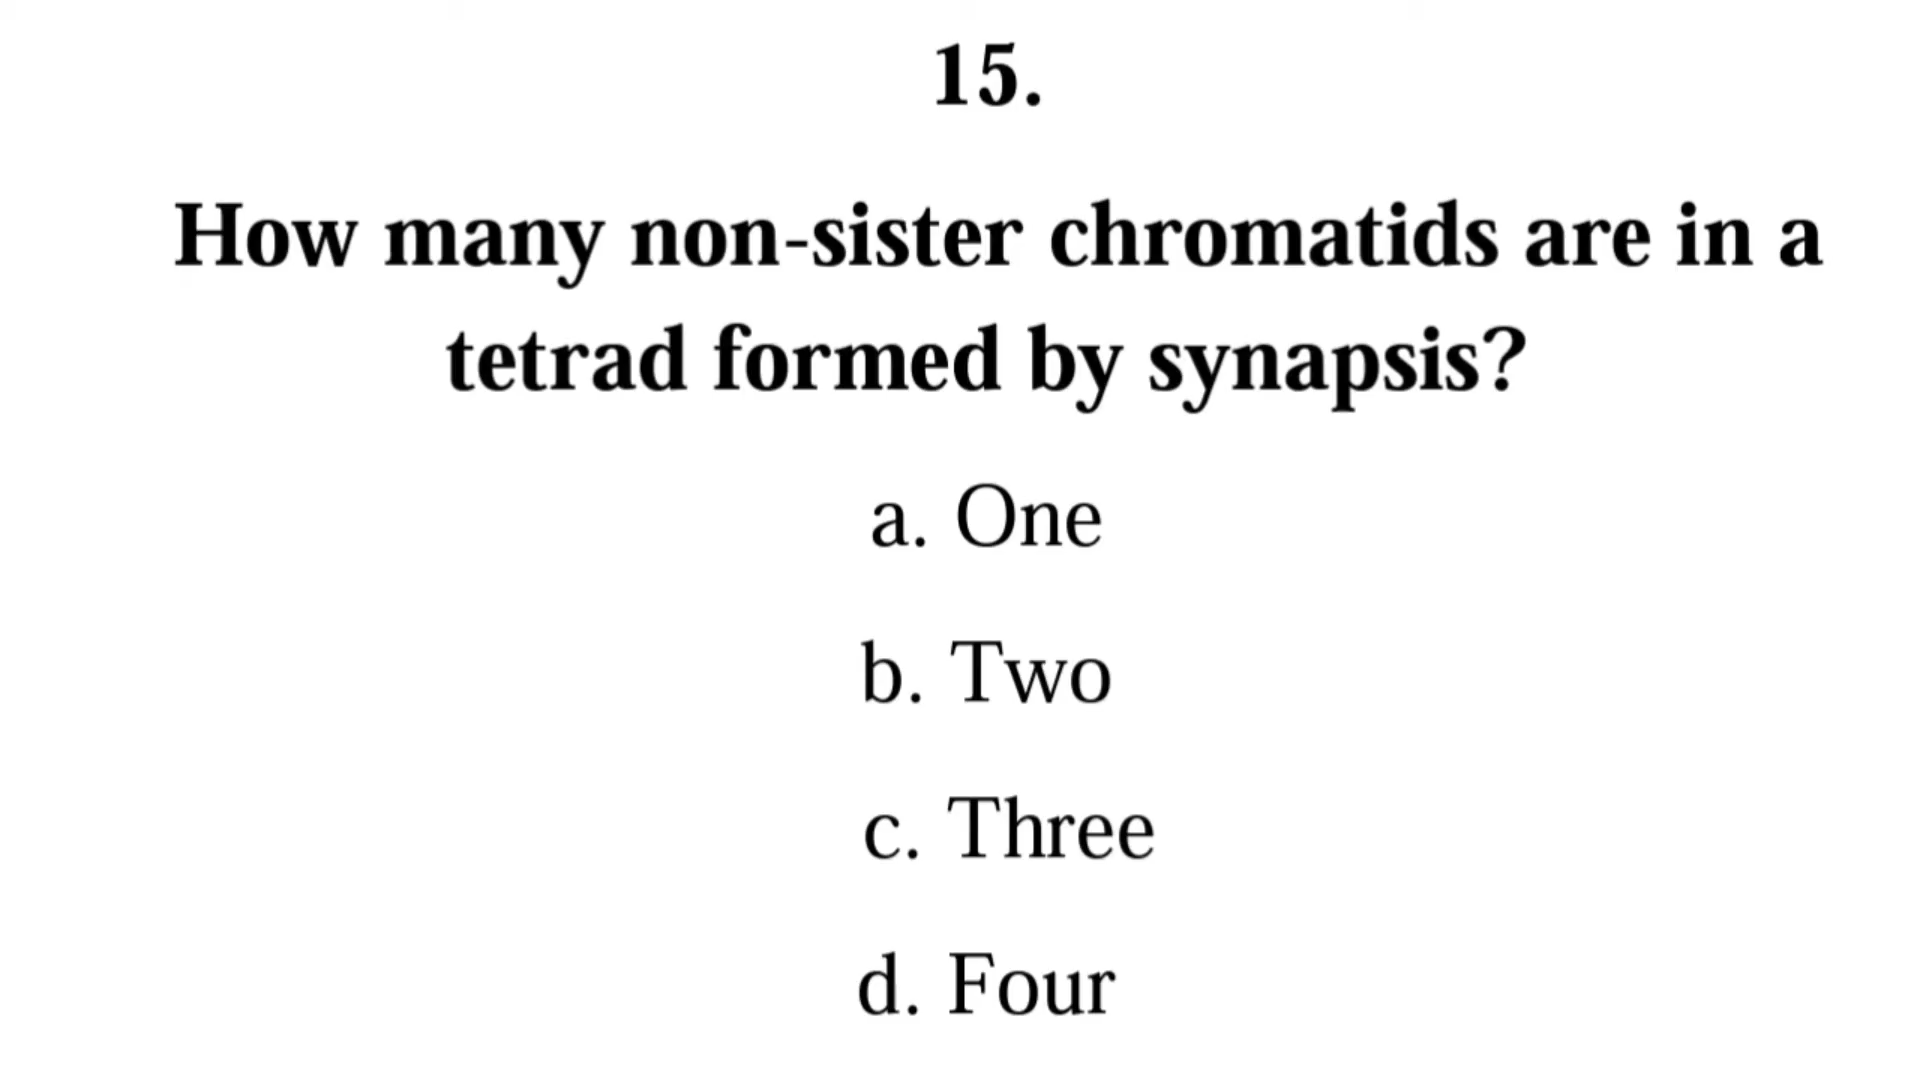 15.
How many non-sister chromatids are in a
tetrad formed by synapsis?
a. One
b. Two
c. Three
d. Four